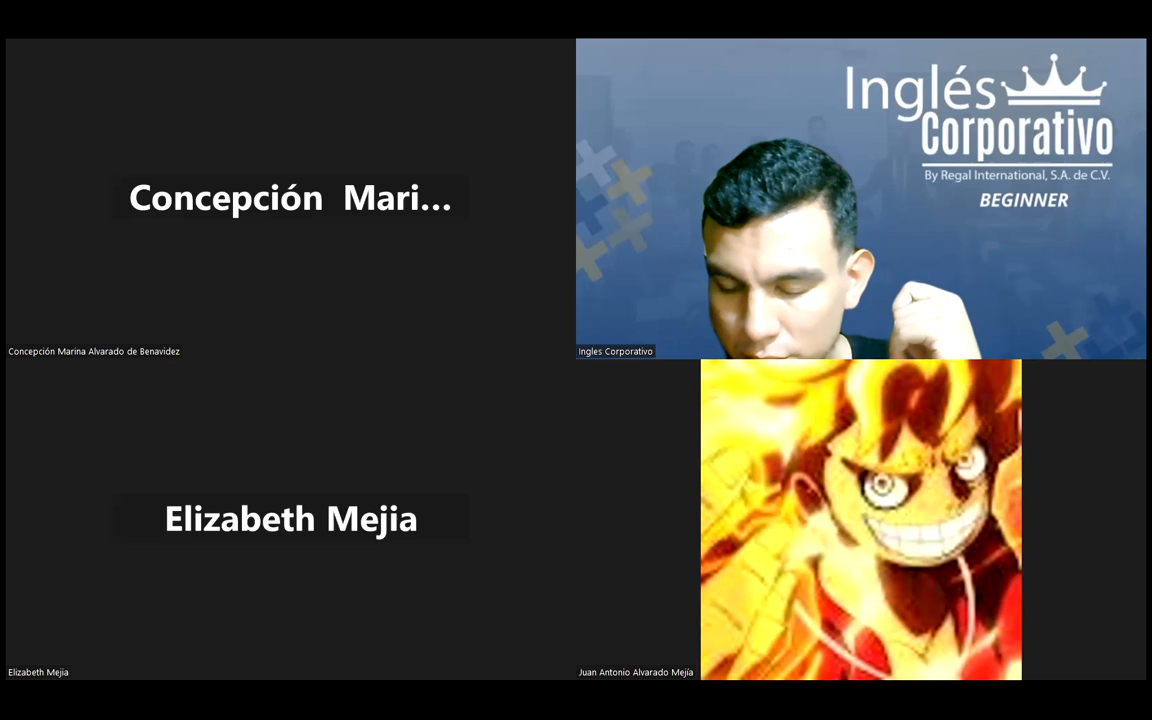 Concepción Mari...
Concepción Marina Alvarado de Benavidez
Inglés
Corporativo
By Regal International, S.A. de C.V.
BEGINNER
Ingles Corporativo
Elizabeth Mejia
Elizabeth Mejia
Juan Antonio Alvarado Mejía